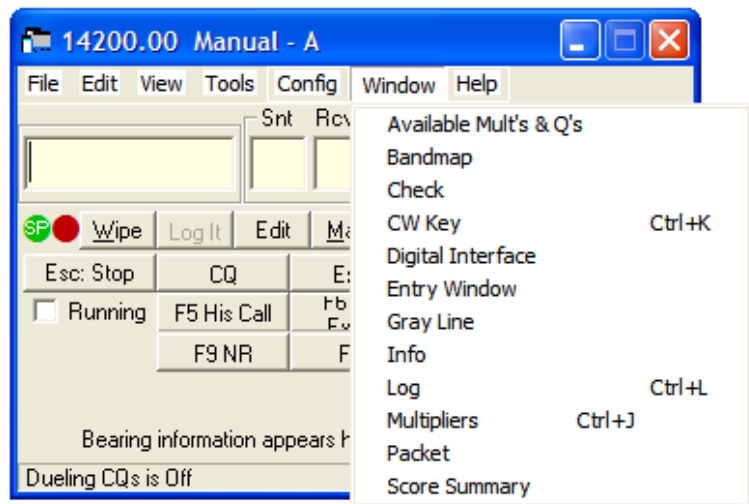 14200.00 Manual - A
File Edit View Tools Config Window Help
Snt Rcv
SP Wipe Log It Edit
Esc: Stop CQ
Running F5 His Call
F9 NR
Bearing information appears
Dueling CQs is Off
Available Mult's & Q's
Bandmap
Check
CW Key Ctrl+K
Digital Interface
Entry Window
Gray Line
Info
Log Ctrl+L
Multipliers Ctrl+J
Packet
Score Summary